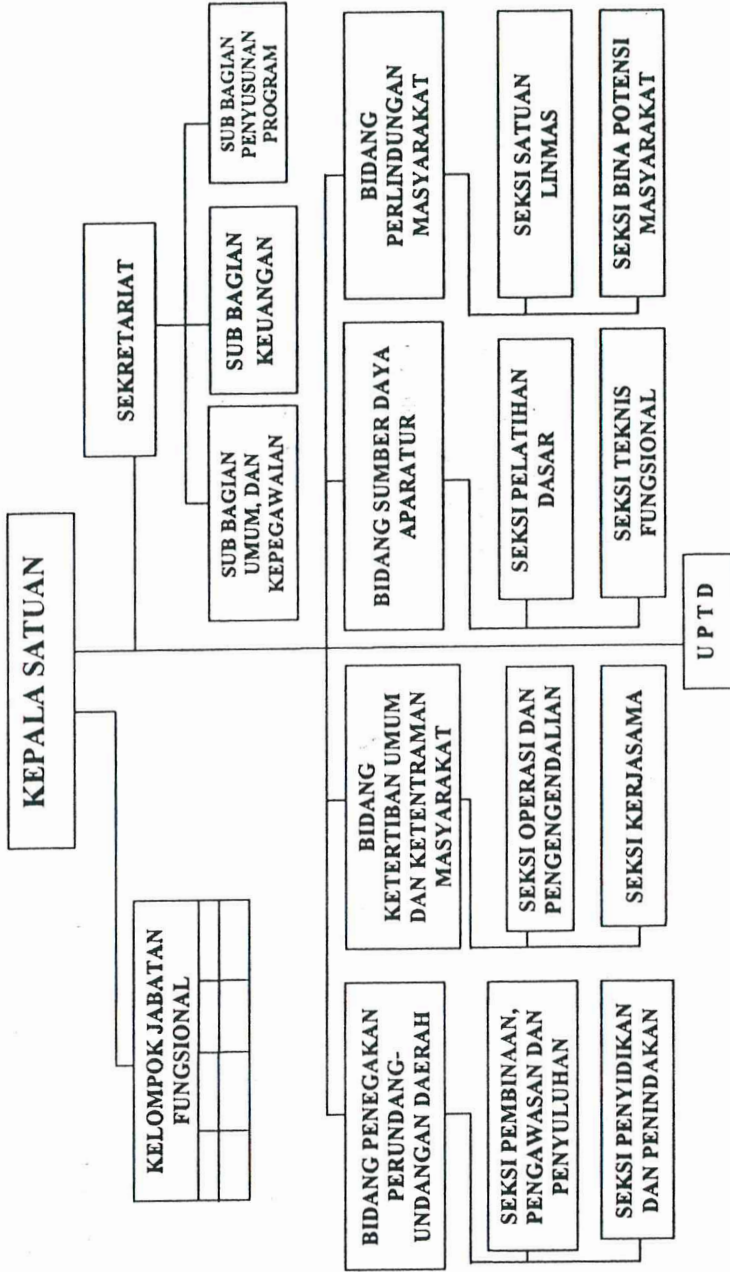 KEPALA SATUAN
KELOMPOK JABATAN
FUNGSIONAL
SEKRETARIAT
SUB BAGIAN
UMUM, DAN
KEPEGAWAIAN
SUB BAGIAN
KEUANGAN
SUB BAGIAN
PENYUSUNAN
PROGRAM
BIDANG PENEGAKAN
PERUNDANG-
UNDANGAN DAERAH
SEKSI PEMBINAAN,
PENGAWASAN DAN
PENYULUHAN
SEKSI PENYIDIKAN
DAN PENINDAKAN
BIDANG
KETERTIBAN UMUM
DAN KETENTRAMAN
MASYARAKAT
SEKSI OPERASI DAN
PENGENGENDALIAN
SEKSI KERJASAMA
BIDANG SUMBER DAYA
APARATUR
SEKSI PELATIHAN
DASAR
SEKSI TEKNIS
FUNGSIONAL
BIDANG
PERLINDUNGAN
MASYARAKAT
SEKSI SATUAN
LINMAS
SEKSI BINA POTENSI
MASYARAKAT
U P T D